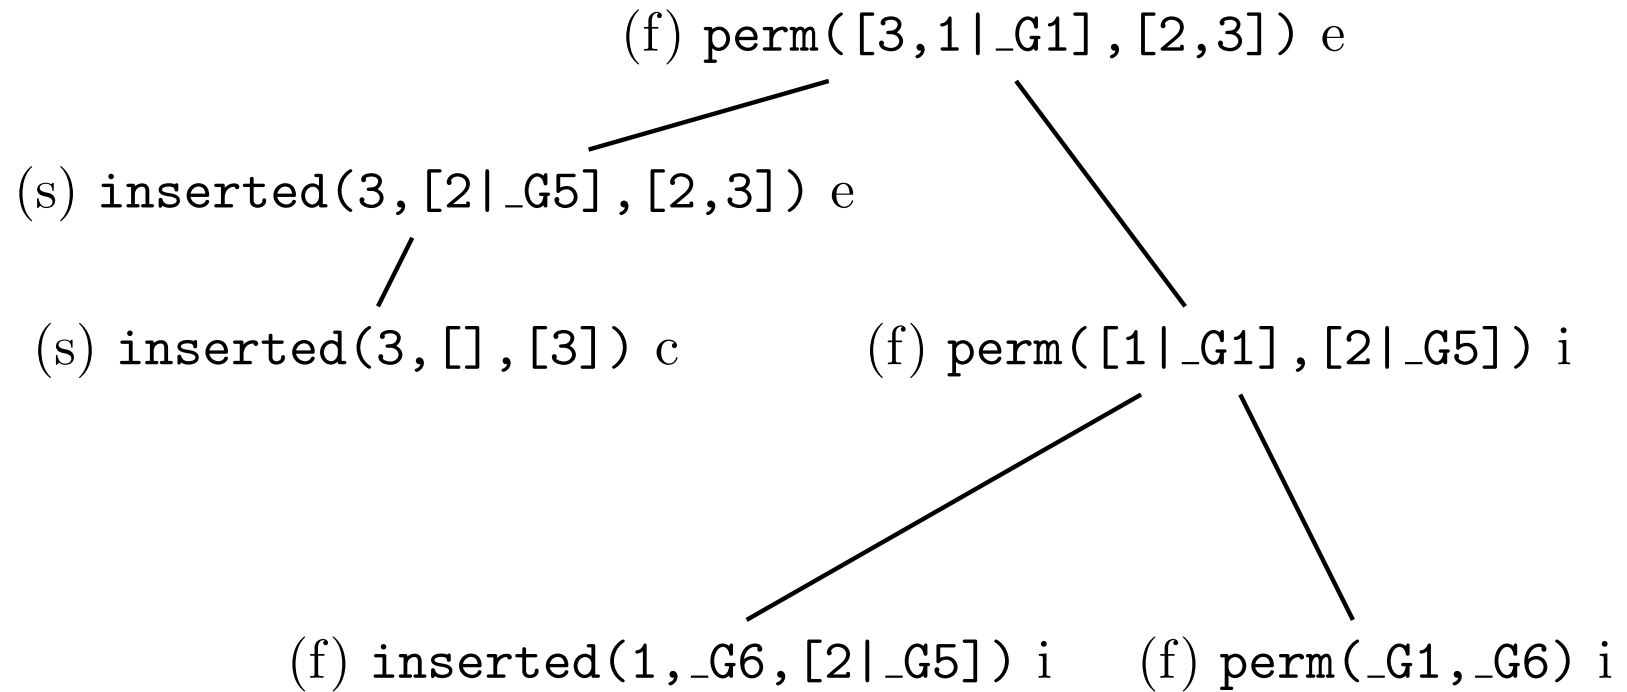 (f) perm([3,1|_G1],[2,3]) e
(s) inserted(3,[2|_G5],[2,3]) e
(s) inserted(3,[],[3]) c
(f) perm([1|_G1],[2|_G5]) i
(f) inserted(1,_G6,[2|_G5]) i
(f) perm(_G1,_G6) i